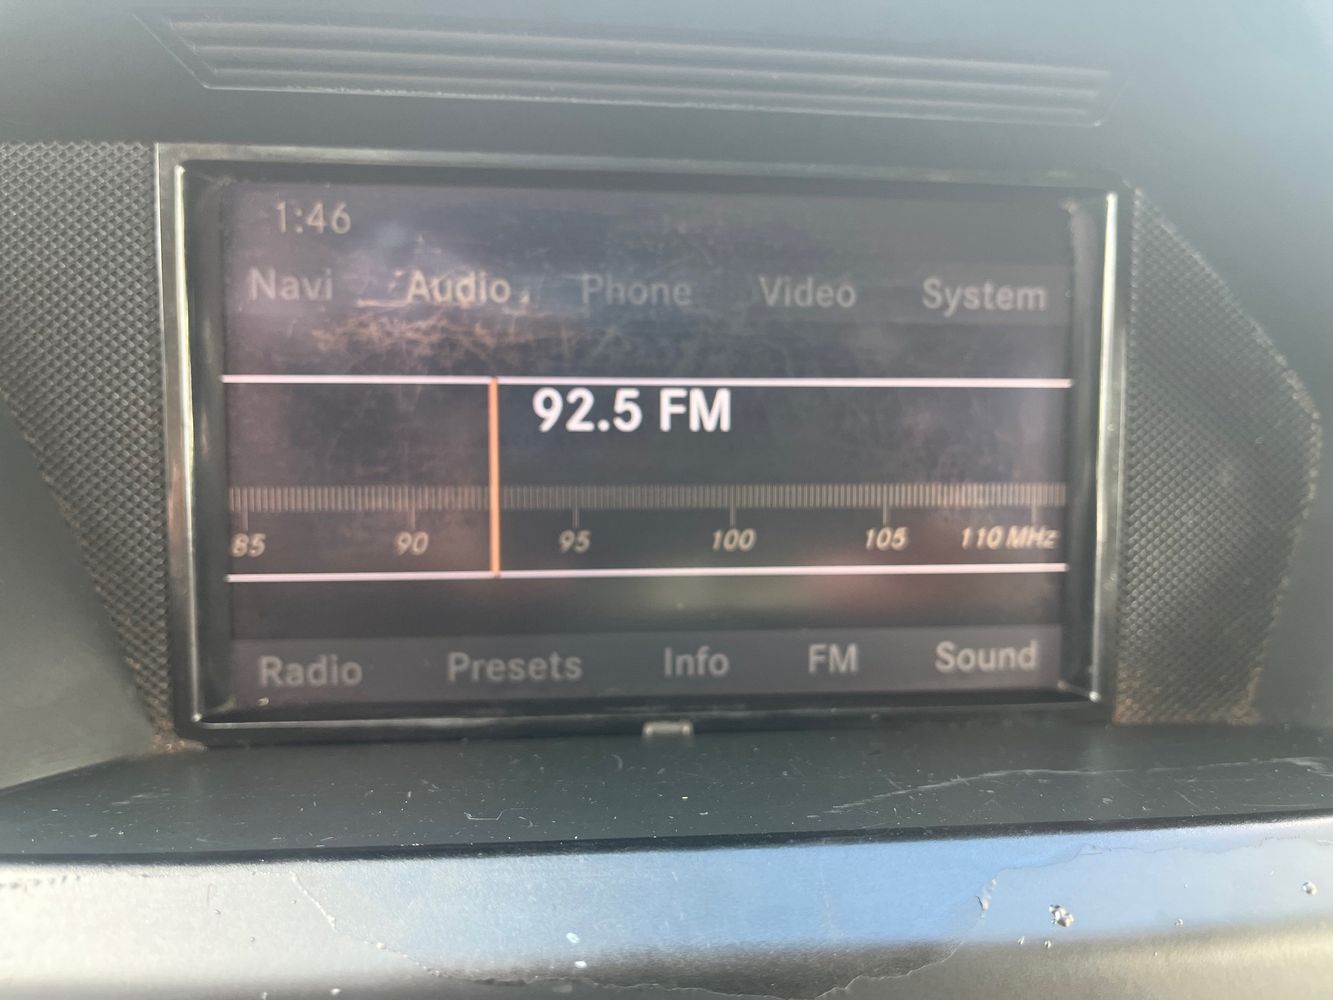 1:46
Navi Audio Phone Video System
92.5 FM
85 90 95 100 105 110 MHz
Radio Presets Info FM Sound